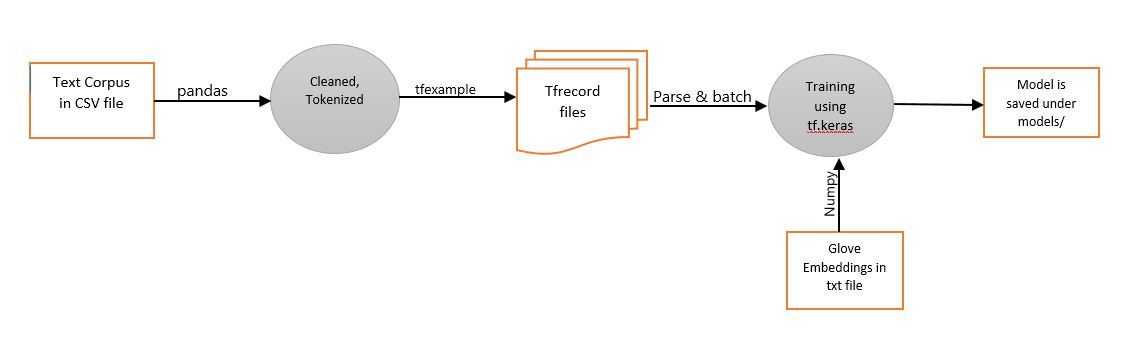 Text Corpus
in CSV file
pandas
Cleaned,
Tokenized
tfexample
Tfrecord
files
Parse & batch
Training
using
tf.keras
Model is
saved under
models/
Numpy
Glove
Embeddings in
txt file